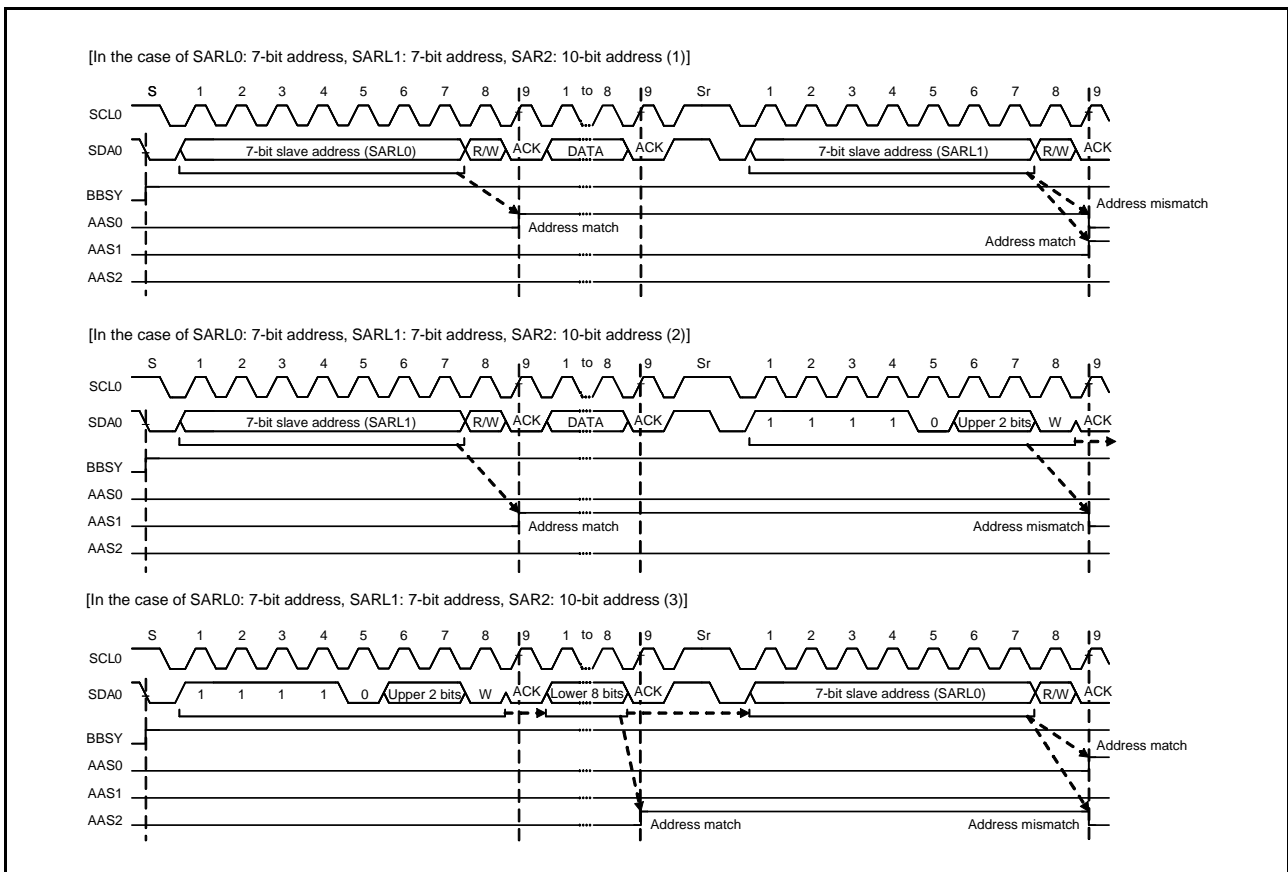 [In the case of SARL0: 7-bit address, SARL1: 7-bit address, SAR2: 10-bit address (1)]
S 1 2 3 4 5 6 7 8 9 1 to 8 9 Sr 1 2 3 4 5 6 7 8 9
SCL0
SDA0 7-bit slave address (SARL0) R/W ACK DATA ACK 7-bit slave address (SARL1) R/W ACK
BBSY
Address mismatch
AAS0 Address match
Address match
AAS1
AAS2
[In the case of SARL0: 7-bit address, SARL1: 7-bit address, SAR2: 10-bit address (2)]
S 1 2 3 4 5 6 7 8 9 1 to 8 9 Sr 1 2 3 4 5 6 7 8 9
SCL0
SDA0 7-bit slave address (SARL1) R/W ACK DATA ACK 1 1 1 1 0 Upper 2 bits W ACK
BBSY
AAS0
AAS1 Address match Address mismatch
AAS2
[In the case of SARL0: 7-bit address, SARL1: 7-bit address, SAR2: 10-bit address (3)]
S 1 2 3 4 5 6 7 8 9 1 to 8 9 Sr 1 2 3 4 5 6 7 8 9
SCL0
SDA0 1 1 1 1 0 Upper 2 bits W ACK Lower 8 bits ACK 7-bit slave address (SARL0) R/W ACK
BBSY
Address match
AAS0
AAS1
AAS2 Address match Address mismatch